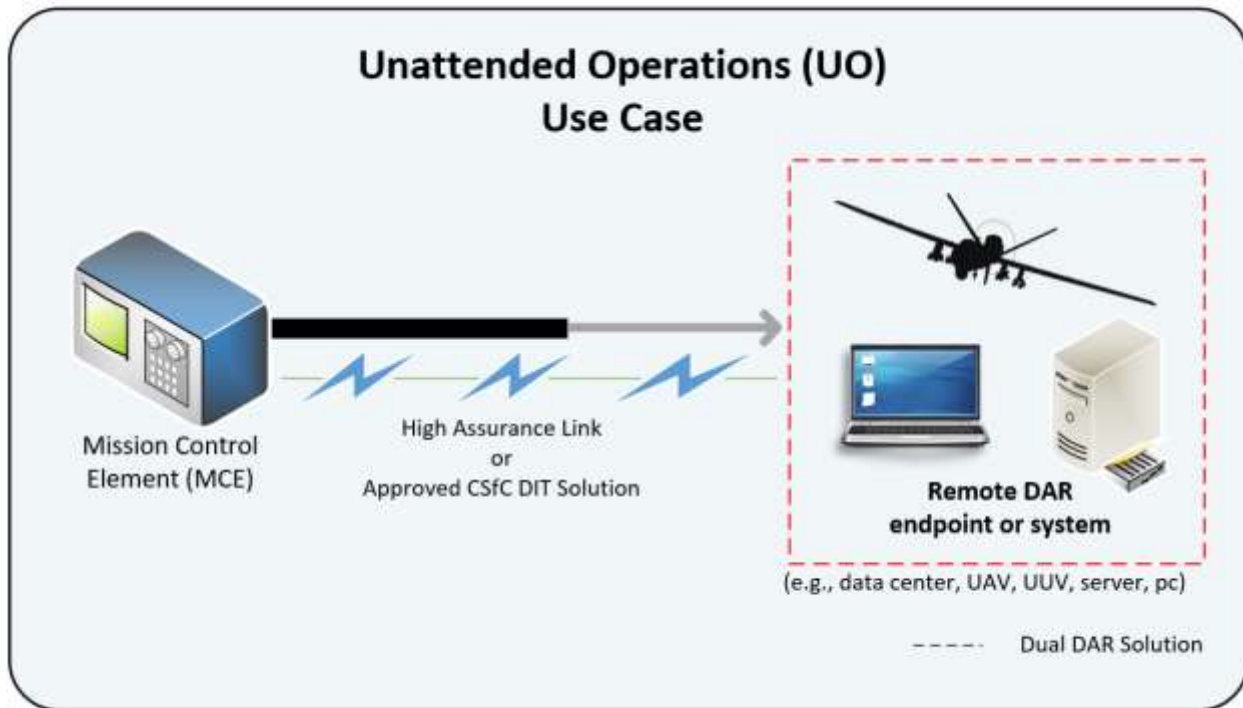 Unattended Operations (UO)
Use Case
Mission Control
Element (MCE)
High Assurance Link
or
Approved CSfC DIT Solution
Remote DAR
endpoint or system
(e.g., data center, UAV, UUV, server, pc)
Dual DAR Solution